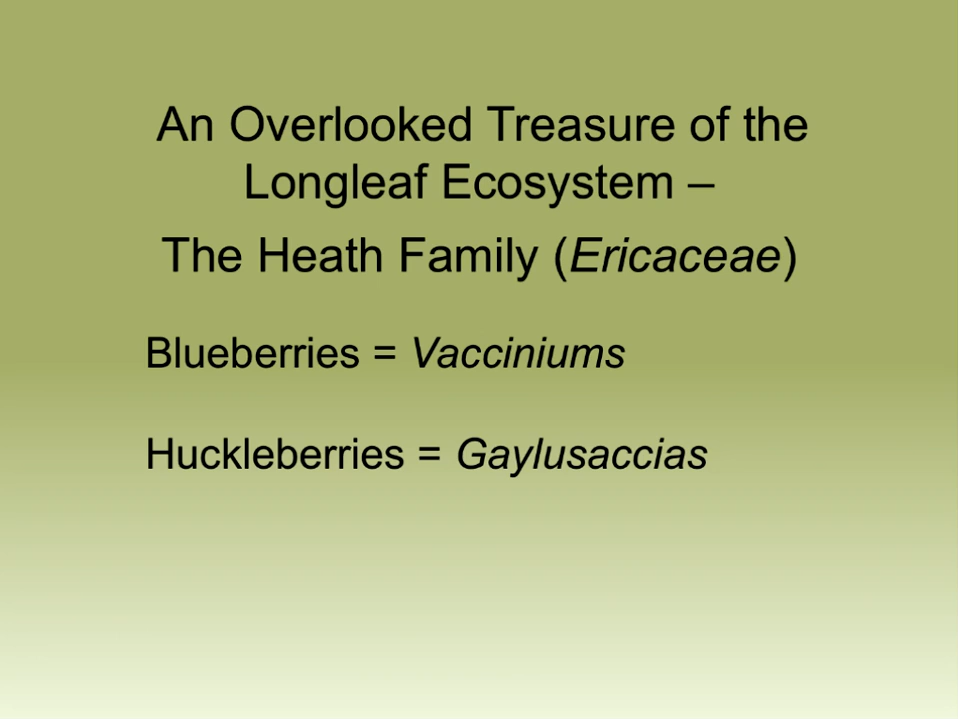 An Overlooked Treasure of the
Longleaf Ecosystem –
The Heath Family (Ericaceae)
Blueberries = Vacciniums
Huckleberries = Gaylusaccias